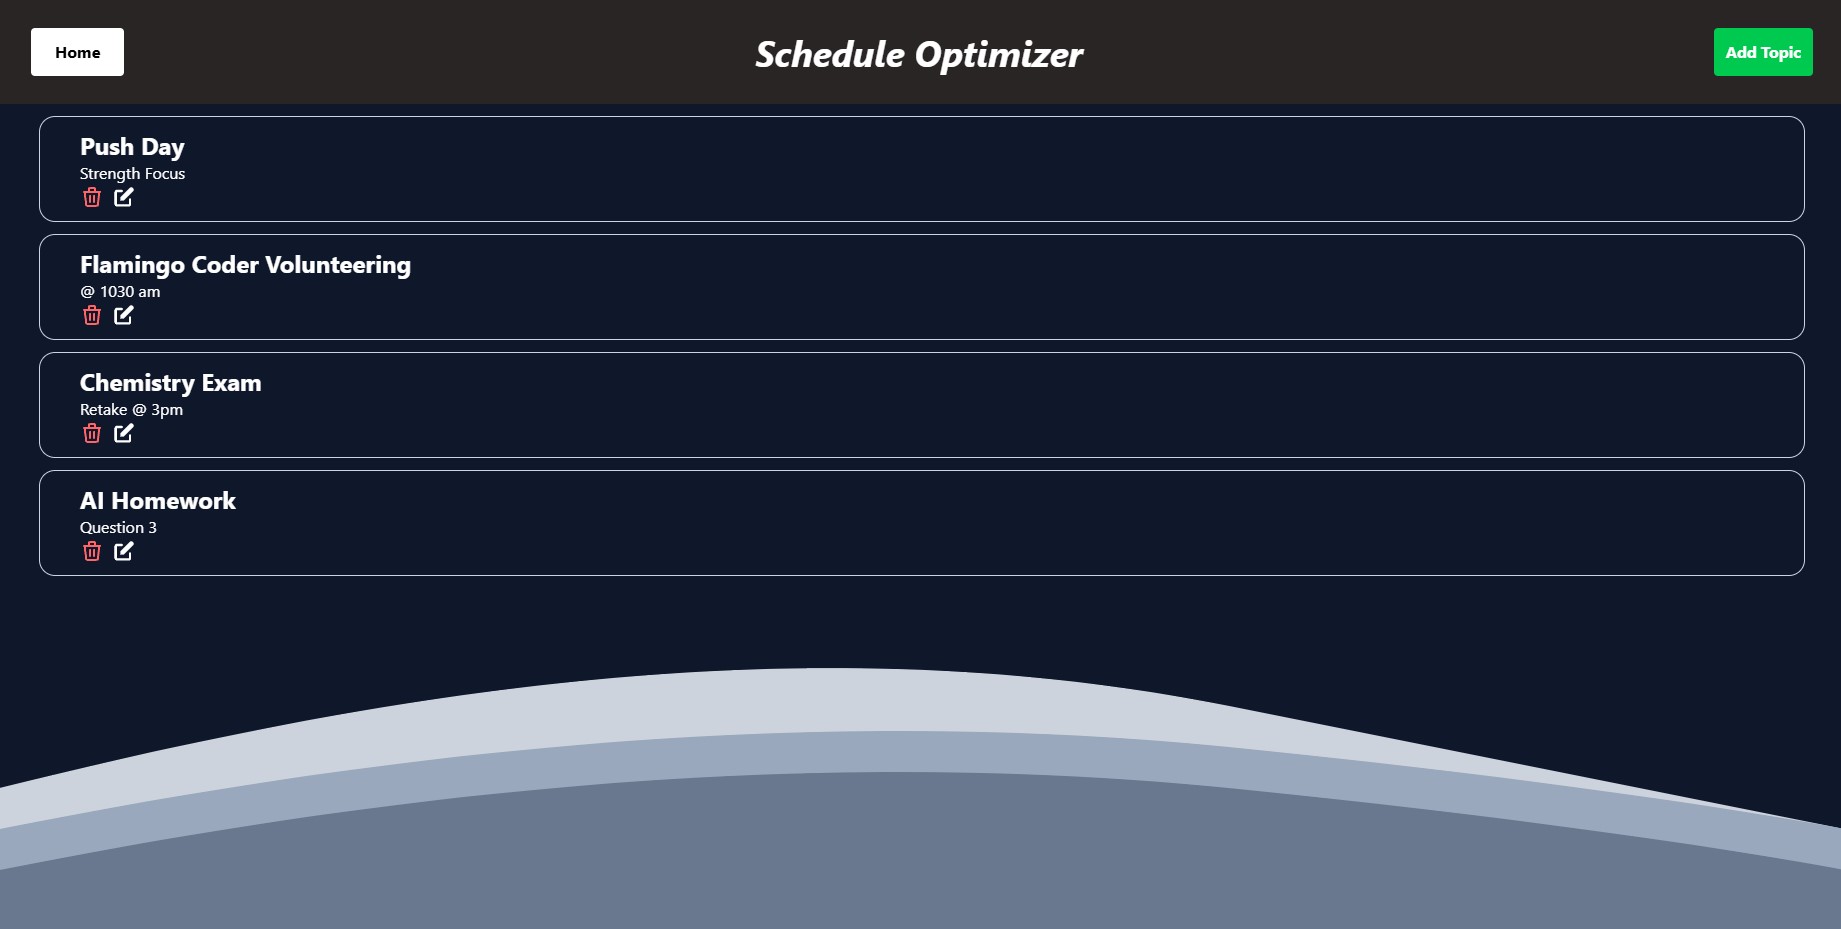 Home
Schedule Optimizer
Add Topic
Push Day
Strength Focus
Flamingo Coder Volunteering
@ 1030 am
Chemistry Exam
Retake @ 3pm
AI Homework
Question 3